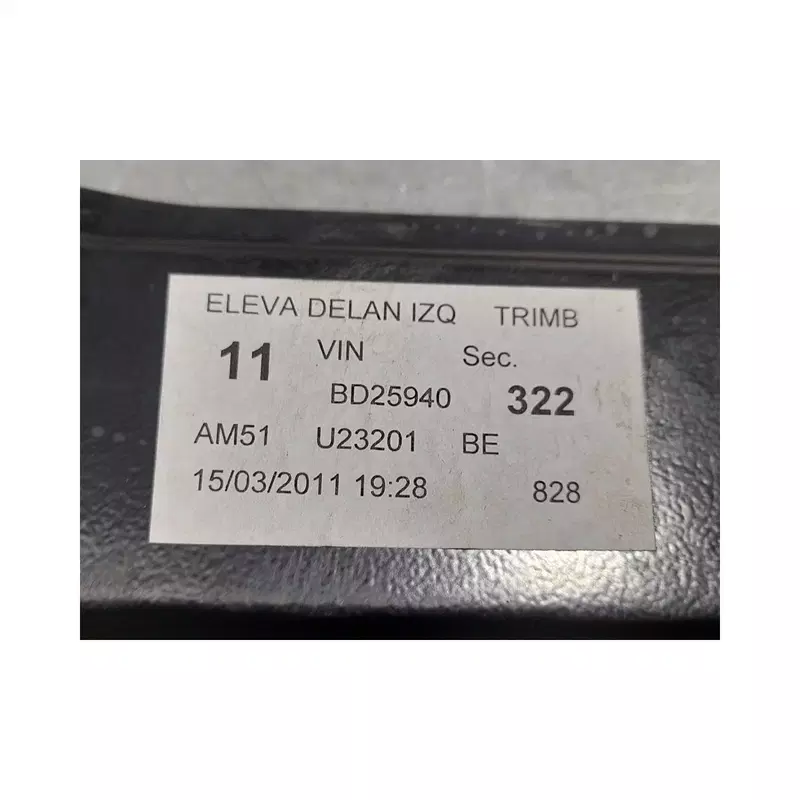 ELEVA DELAN IZQ TRIMB
11 VIN Sec.
BD25940 322
AM51 U23201 BE
15/03/2011 19:28 828